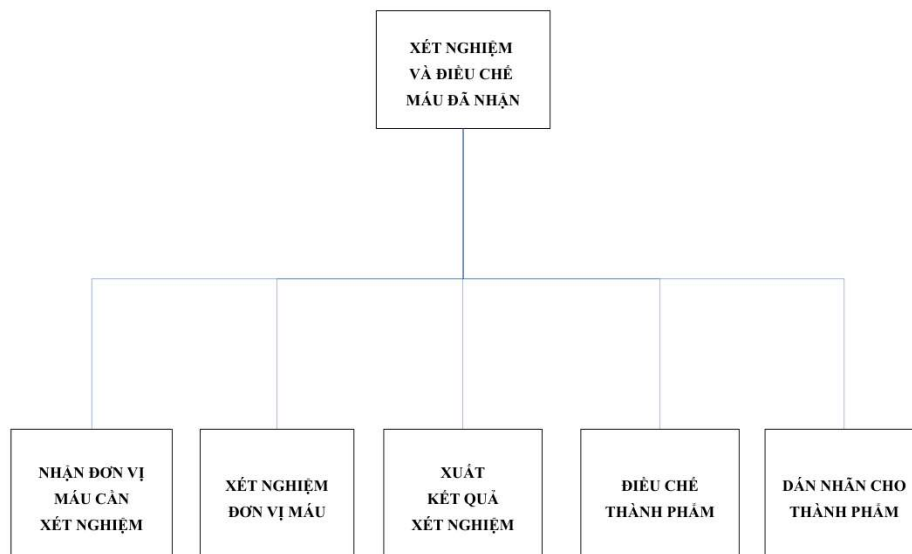 XÉT NGHIỆM
VÀ ĐIỀU CHẾ
MÁU ĐÃ NHẬN
NHẬN ĐƠN VỊ
MÁU CẦN
XÉT NGHIỆM
XÉT NGHIỆM
ĐƠN VỊ MÁU
XUẤT
KẾT QUẢ
XÉT NGHIỆM
ĐIỀU CHẾ
THÀNH PHẨM
DÁN NHÃN CHO
THÀNH PHẨM